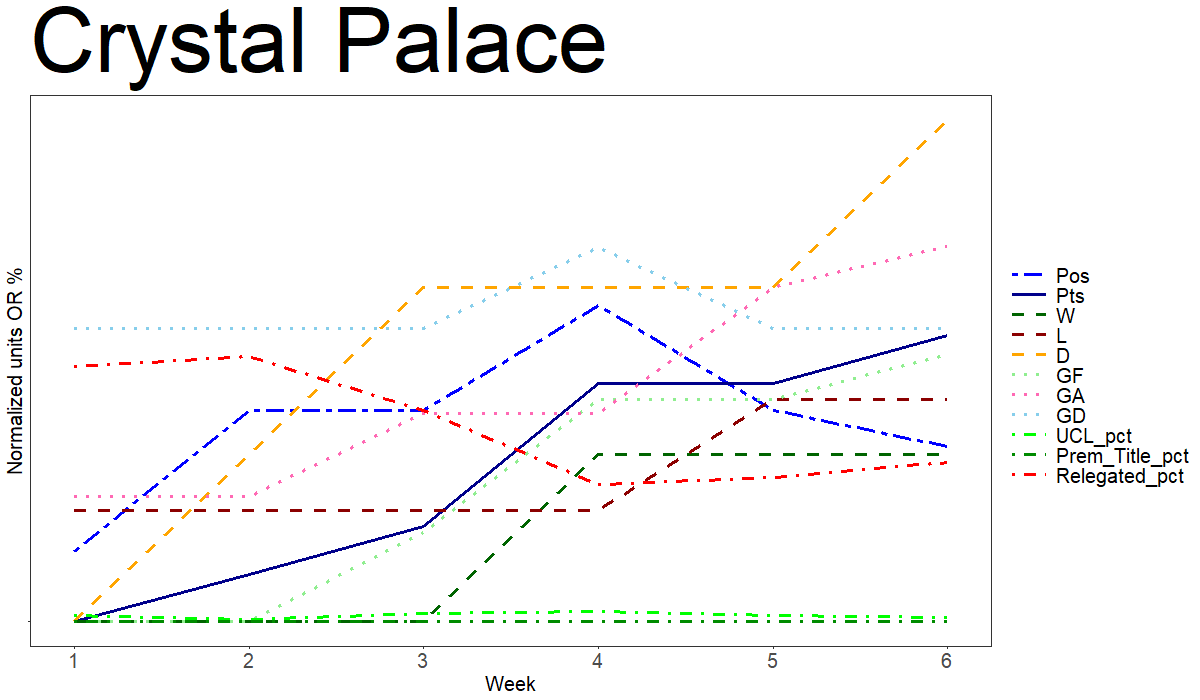 Crystal Palace
Normalized units OR %
Pos
Pts
W
L
D
GF
GA
GD
UCL_pct
Prem_Title_pct
Relegated_pct
1 2 3 4 5 6
Week